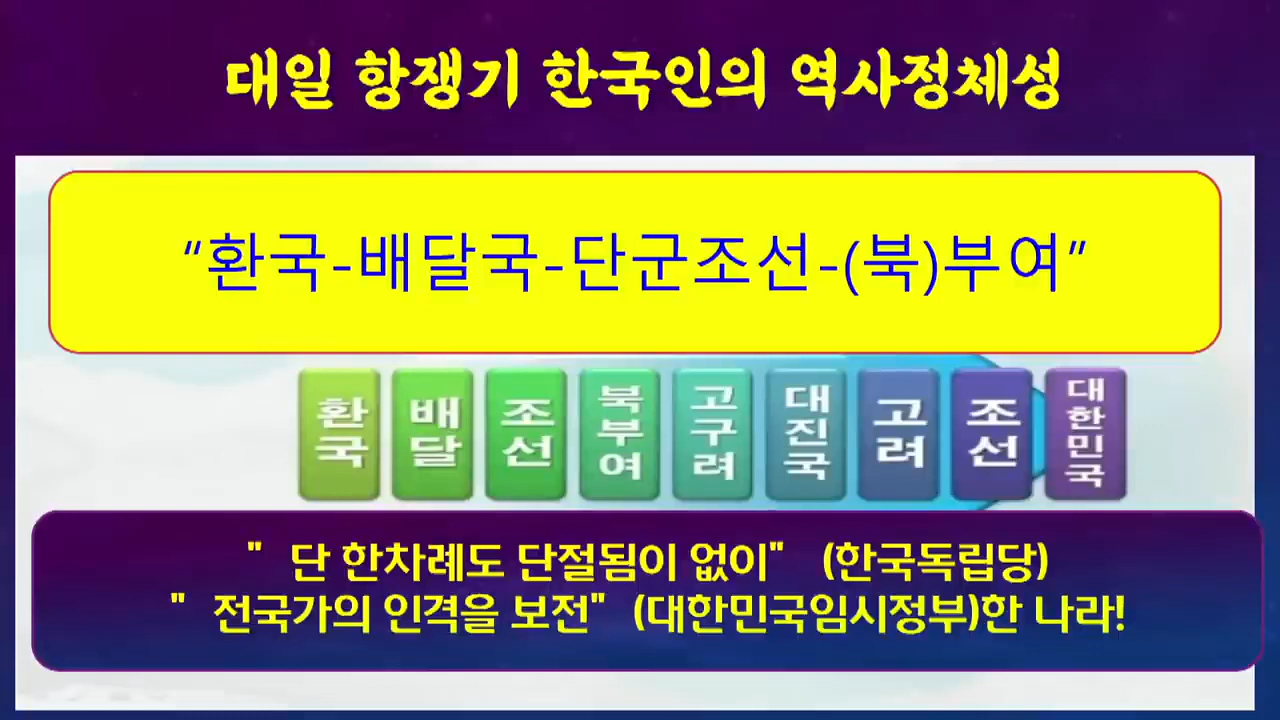 대일 항쟁기 한국인의 역사정체성
“환국-배달국-단군조선-(북)부여”
환국 배달 조선 북부여 고구려 대진국 고려 조선 대한민국
" 단 한차례도 단절됨이 없이" (한국독립당)
" 전국가의 인격을 보전" (대한민국임시정부)한 나라!